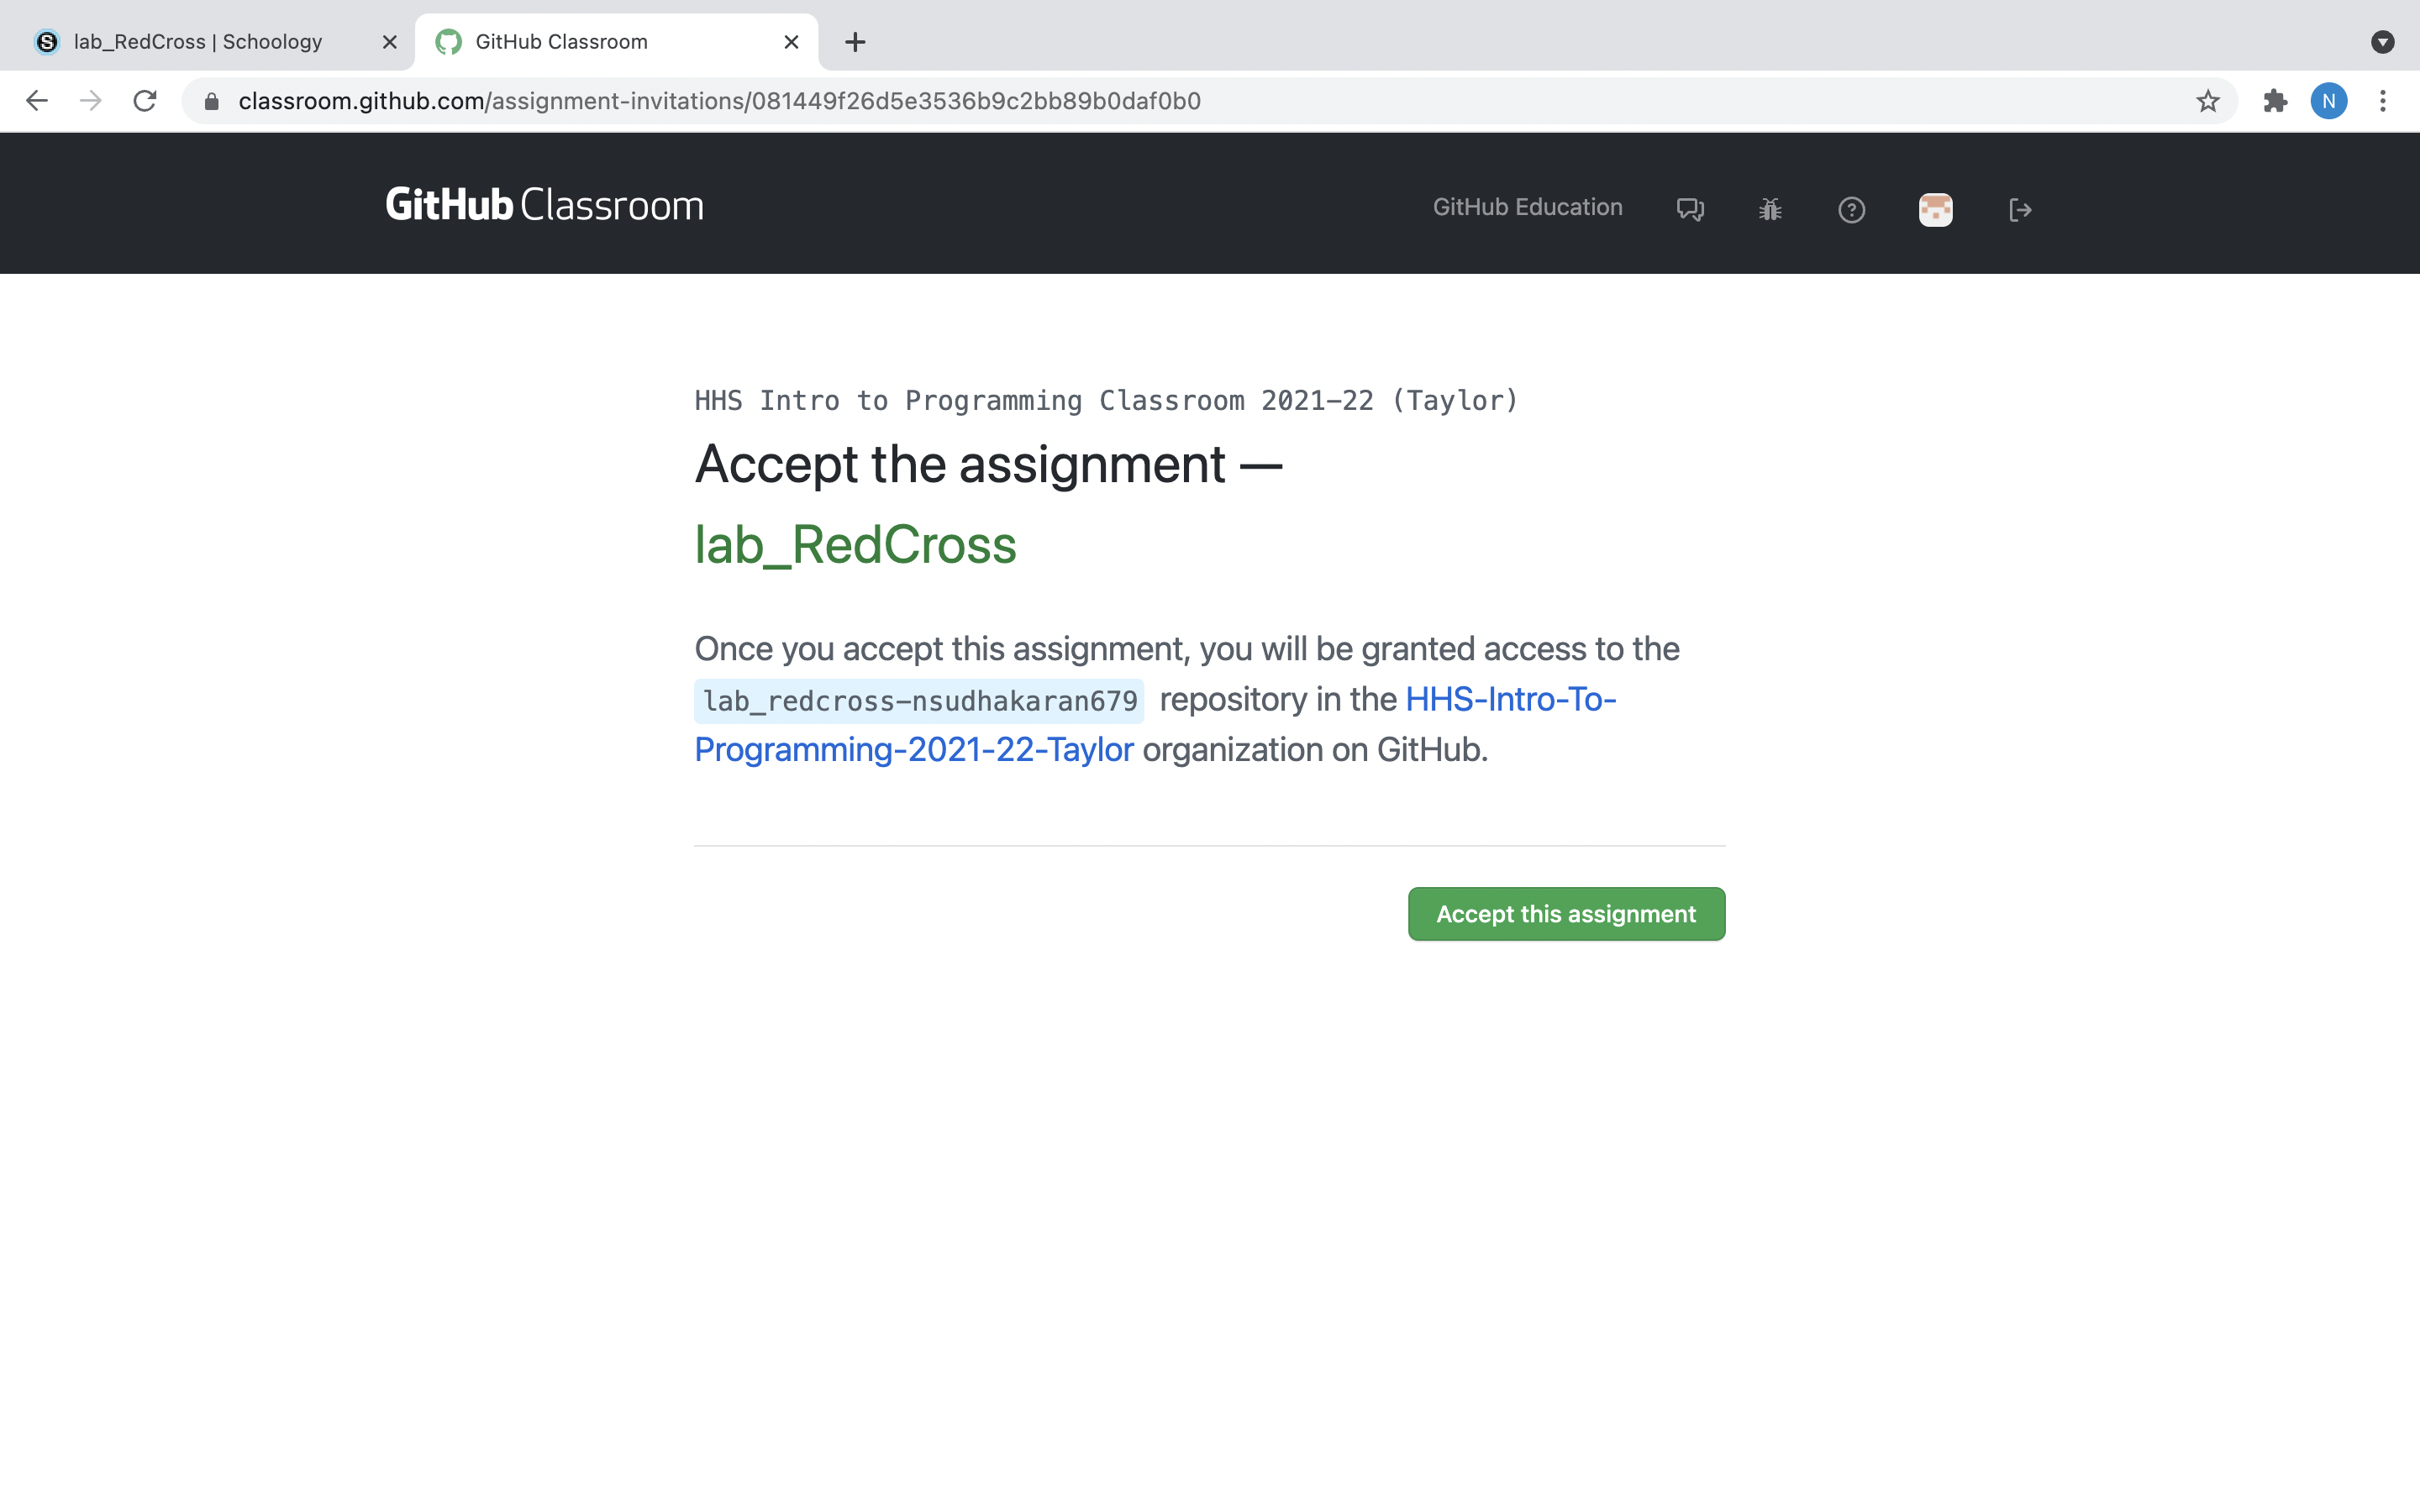 lab_RedCross | Schoology
GitHub Classroom
classroom.github.com/assignment-invitations/081449f26d5e3536b9c2bb89b0daf0b0
N
GitHub Classroom
GitHub Education
HHS Intro to Programming Classroom 2021–22 (Taylor)
Accept the assignment —
lab_RedCross
Once you accept this assignment, you will be granted access to the
lab_redcross-nsudhakaran679 repository in the HHS-Intro-To-
Programming-2021-22-Taylor organization on GitHub.
Accept this assignment